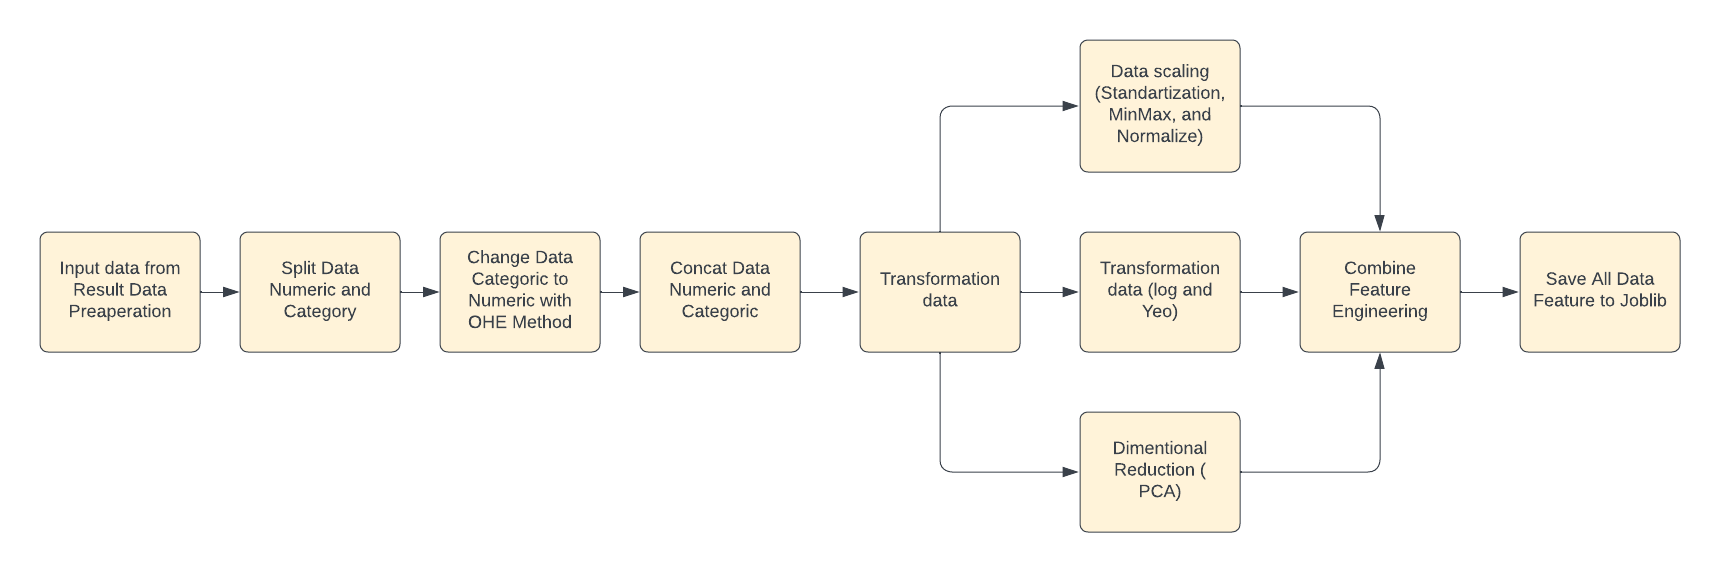 Input data from
Result Data
Preaperation
Split Data
Numeric and
Category
Change Data
Categoric to
Numeric with
OHE Method
Concat Data
Numeric and
Categoric
Transformation
data
Data scaling
(Standartization,
MinMax, and
Normalize)
Transformation
data (log and
Yeo)
Dimentional
Reduction (
PCA)
Combine
Feature
Engineering
Save All Data
Feature to Joblib